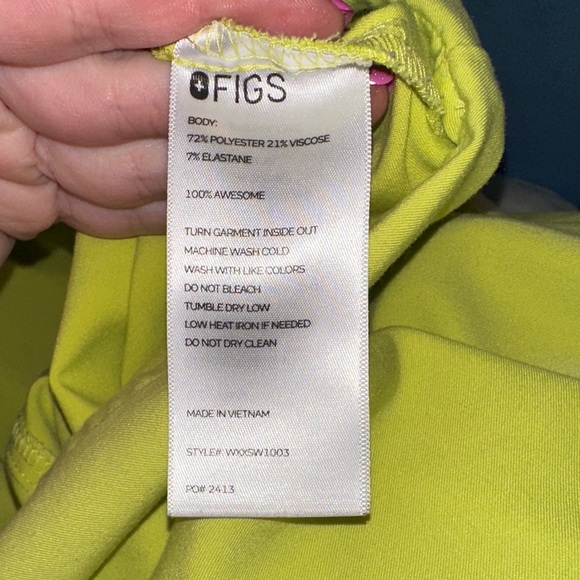 FIGS
BODY:
72% POLYESTER 21% VISCOSE
7% ELASTANE
100% AWESOME
TURN GARMENT INSIDE OUT
MACHINE WASH COLD
WASH WITH LIKE COLORS
DO NOT BLEACH
TUMBLE DRY LOW
LOW HEAT IRON IF NEEDED
DO NOT DRY CLEAN
MADE IN VIETNAM
STYLE#: WXXSW1003
PO# 2413